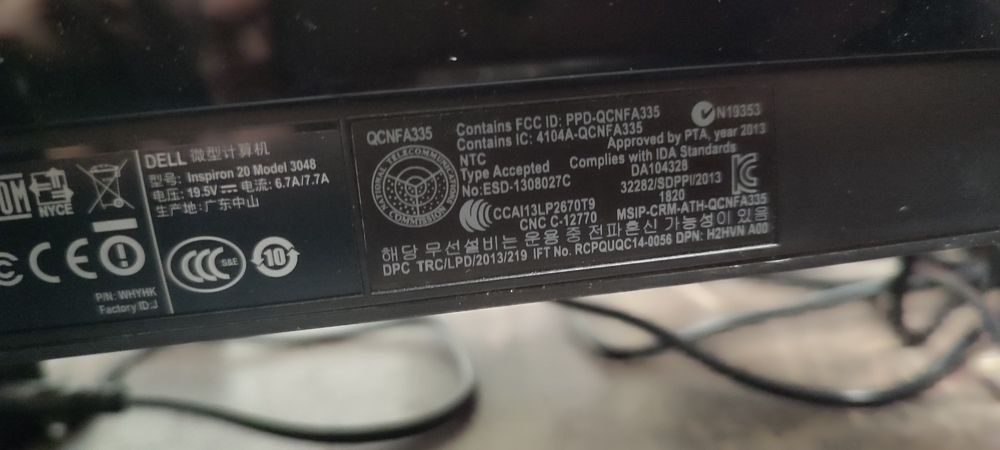 DELL 微型计算机
型号: Inspiron 20 Model 3048
电压: 19.5V 电流: 6.7A/7.7A
生产地: 广东中山
NYCE
CE
S&E
10
P/N: WHYHK
Factory ID:J
QCNFA335
NATIONAL TELECOMMUNICATIONS COMMISSION
Contains FCC ID: PPD-QCNFA335
Contains IC: 4104A-QCNFA335
N19353
NTC
Approved by PTA, year 2013
Type Accepted
Complies with IDA Standards
No:ESD-1308027C
DA104328
32282/SDPPI/2013
1820
CCAI13LP2670T9
CNC C-12770
MSIP-CRM-ATH-QCNFA335
해당 무선설비는 운용 중 전파혼신 가능성이 있음
DPC TRC/LPD/2013/219 IFT No. RCPQUQC14-0056 DPN: H2HVN A00